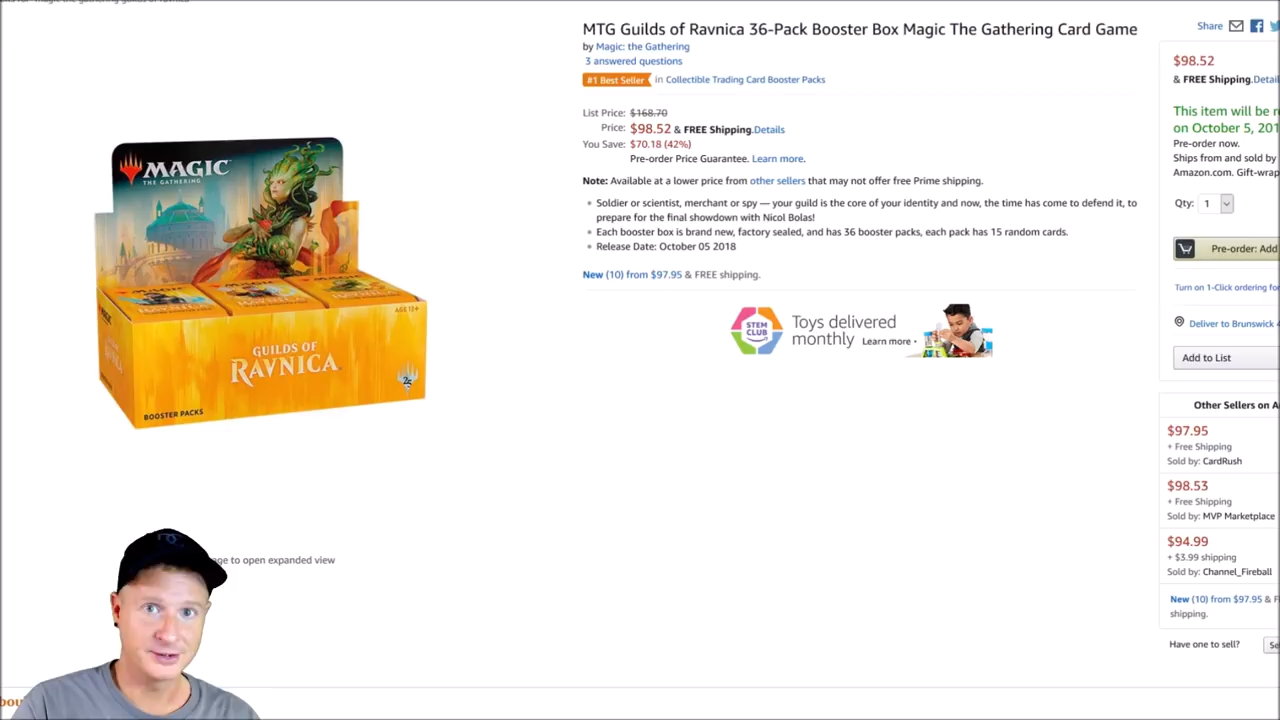 MTG Guilds of Ravnica 36-Pack Booster Box Magic The Gathering Card Game
by Magic: the Gathering
3 answered questions
#1 Best Seller in Collectible Trading Card Booster Packs
List Price: $168.70
Price: $98.52 & FREE Shipping. Details
You Save: $70.18 (42%)
Pre-order Price Guarantee. Learn more.
Note: Available at a lower price from other sellers that may not offer free Prime shipping.
Soldier or scientist, merchant or spy — your guild is the core of your identity and now, the time has come to defend it, to
prepare for the final showdown with Nicol Bolas!
Each booster box is brand new, factory sealed, and has 36 booster packs, each pack has 15 random cards.
Release Date: October 05 2018
New (10) from $97.95 & FREE shipping.
STEM
CLUB
Toys delivered
monthly Learn more
MAGIC
THE GATHERING
AGES 13+
GUILDS OF
RAVNICA
25
BOOSTER PACKS
to open expanded view
Share
$98.52
& FREE Shipping.
This item will be
on October 5,
Pre-order now.
Ships from and sold by
Amazon.com.
Qty: 1
Pre-order: Add
Turn on 1-Click ordering
Deliver to Brunswick
Add to List
Other Sellers on
$97.95
+ Free Shipping
Sold by: CardRush
$98.53
+ Free Shipping
Sold by: MVP Marketplace
$94.99
+ $3.99 shipping
Sold by: Channel_Fireball
New (10) from $97.95 &
shipping.
Have one to sell?